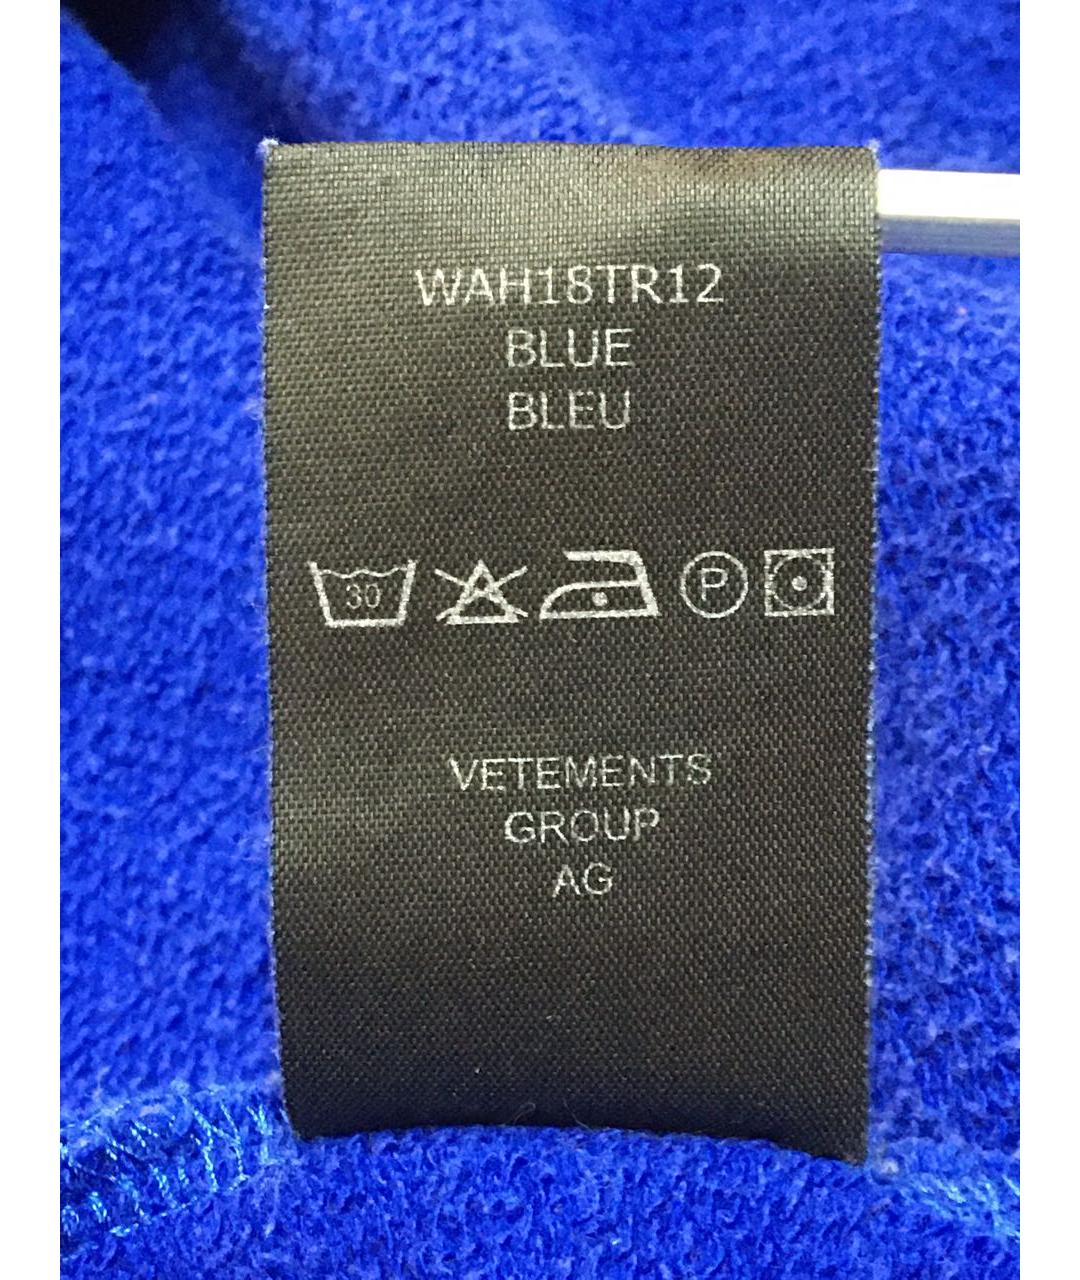 WAH18TR12
BLUE
BLEU
30 P
VETEMENTS
GROUP
AG